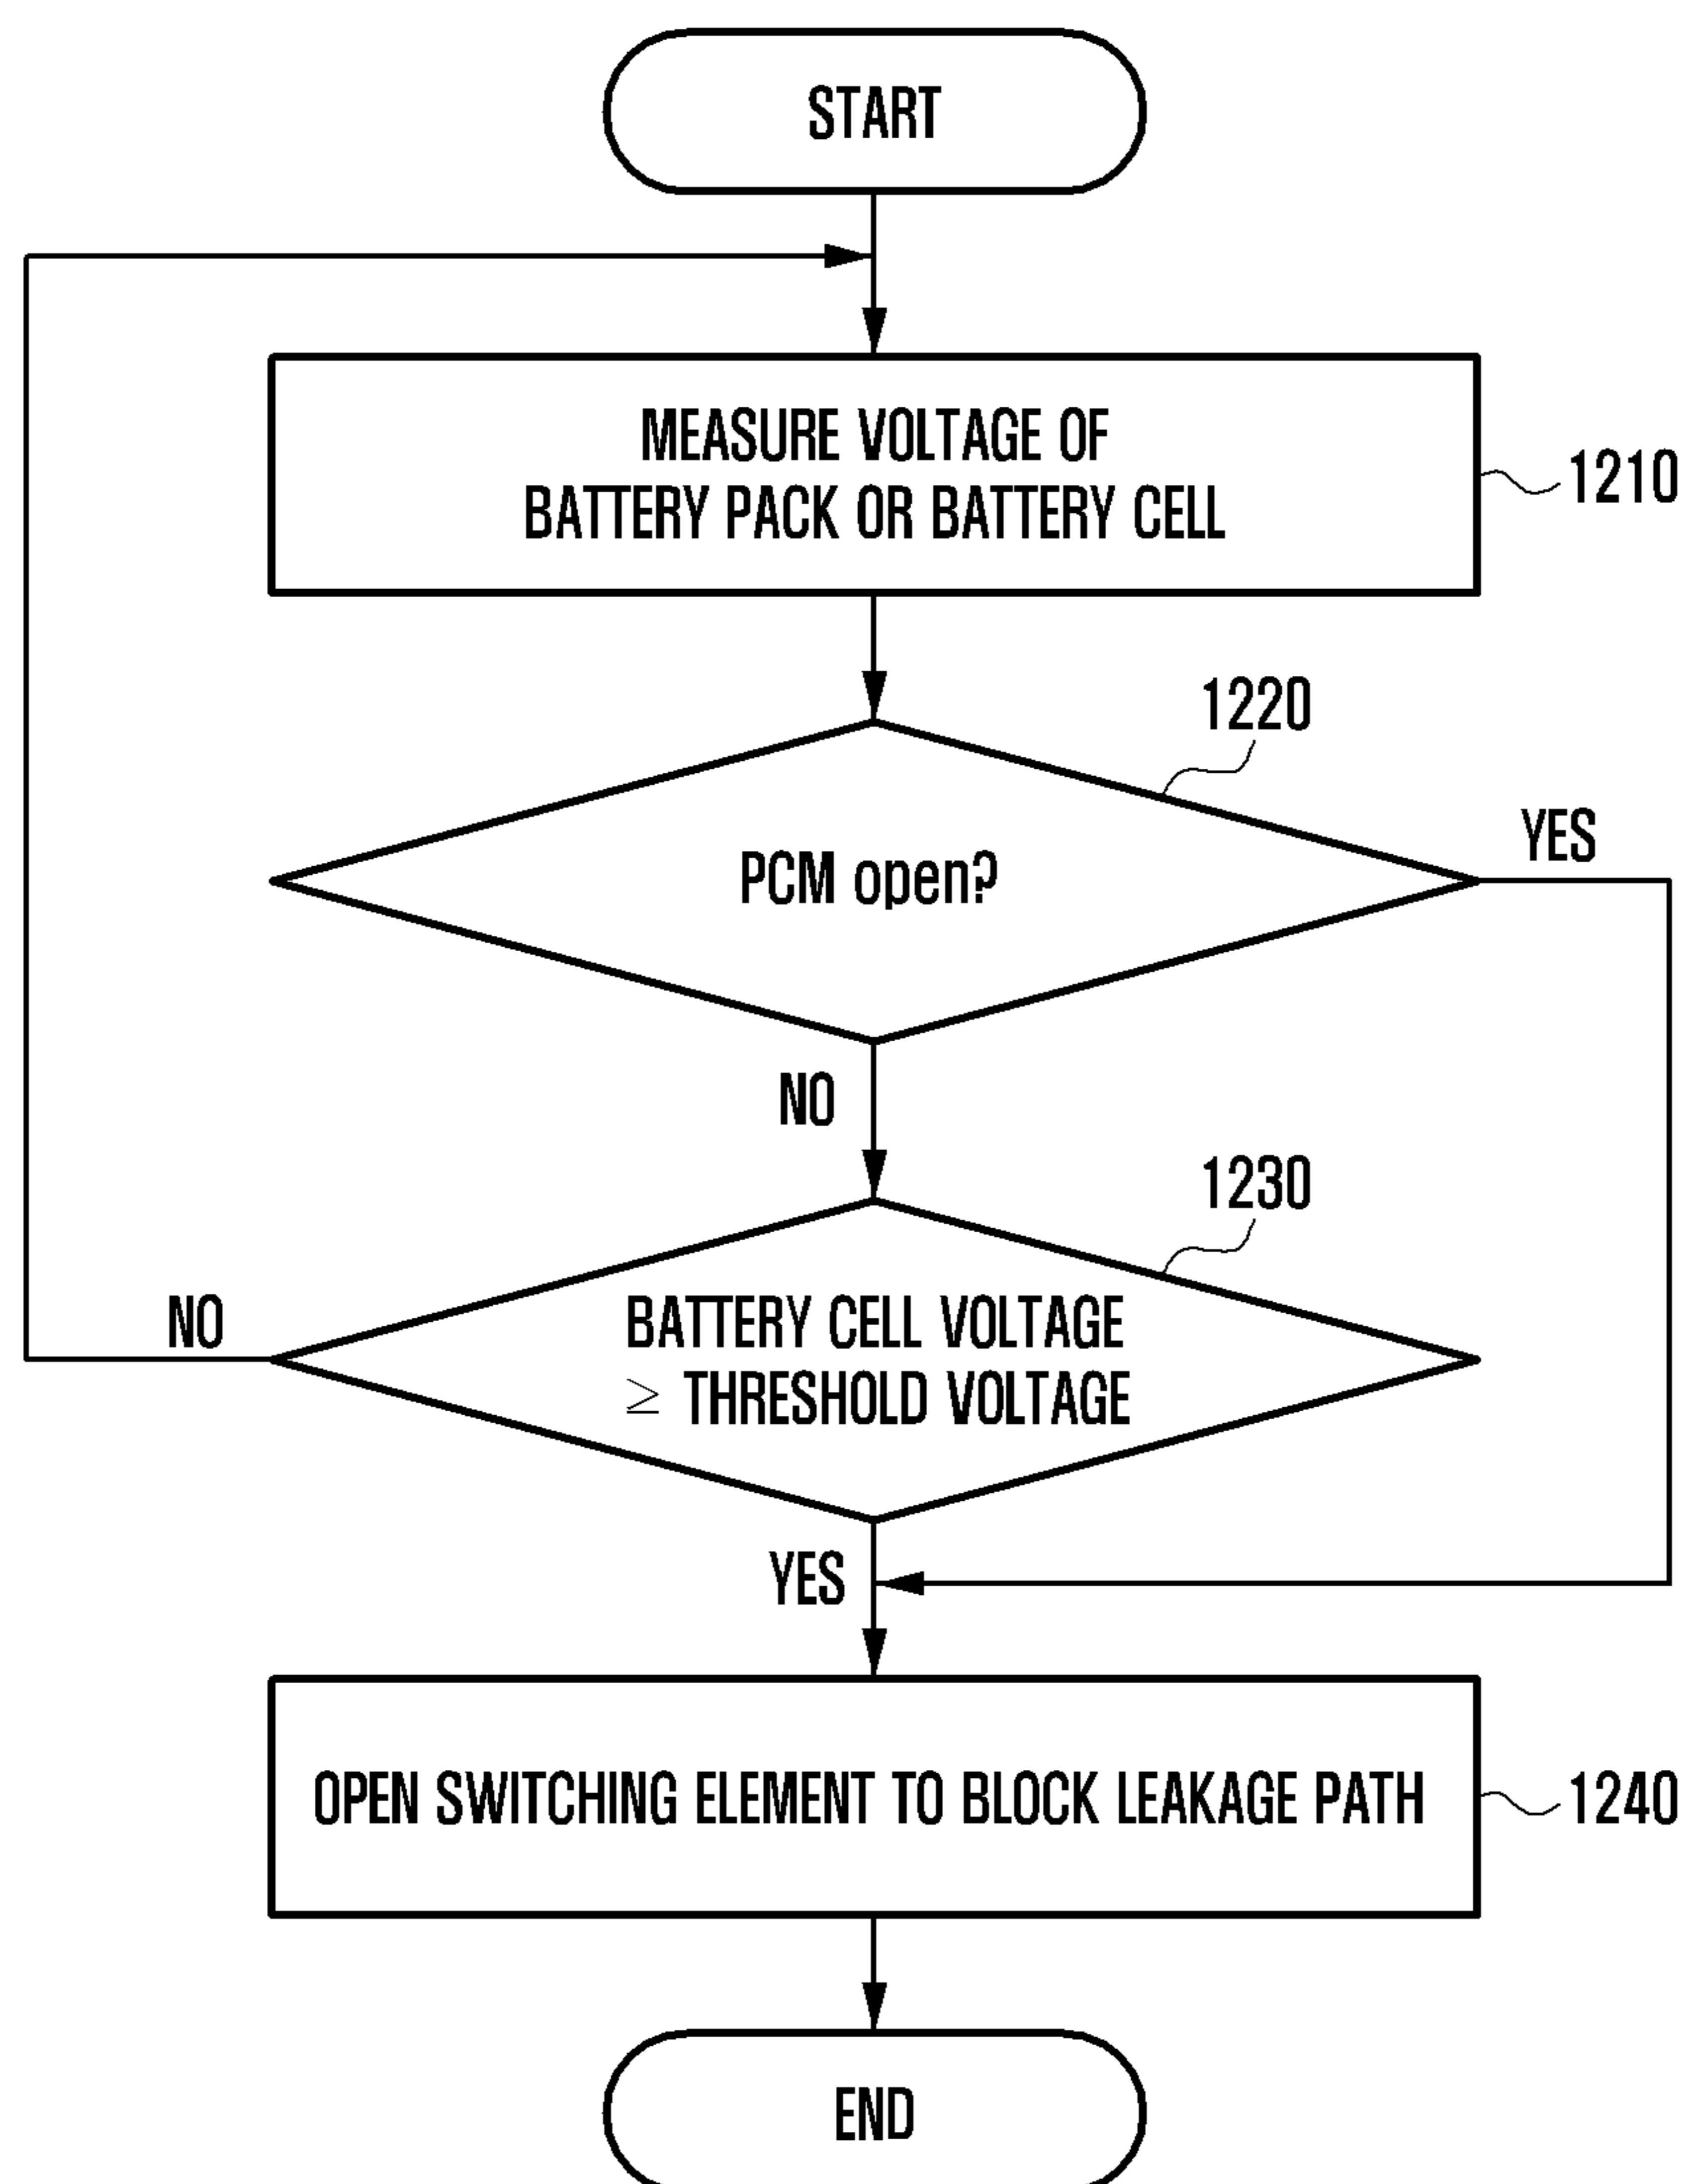 START
MEASURE VOLTAGE OF
BATTERY PACK OR BATTERY CELL
1210
1220
PCM open?
YES
NO
1230
BATTERY CELL VOLTAGE
≥ THRESHOLD VOLTAGE
NO
YES
OPEN SWITCHING ELEMENT TO BLOCK LEAKAGE PATH
1240
END